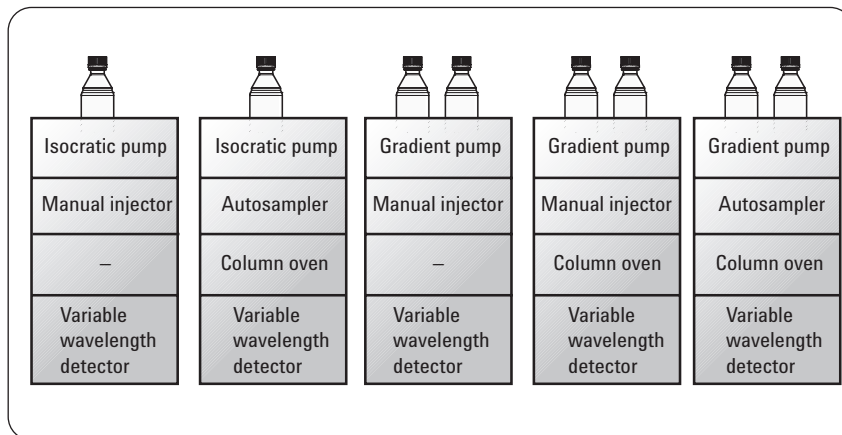 Isocratic pump
Manual injector
–
Variable
wavelength
detector
Isocratic pump
Autosampler
Column oven
Variable
wavelength
detector
Gradient pump
Manual injector
–
Variable
wavelength
detector
Gradient pump
Manual injector
Column oven
Variable
wavelength
detector
Gradient pump
Autosampler
Column oven
Variable
wavelength
detector